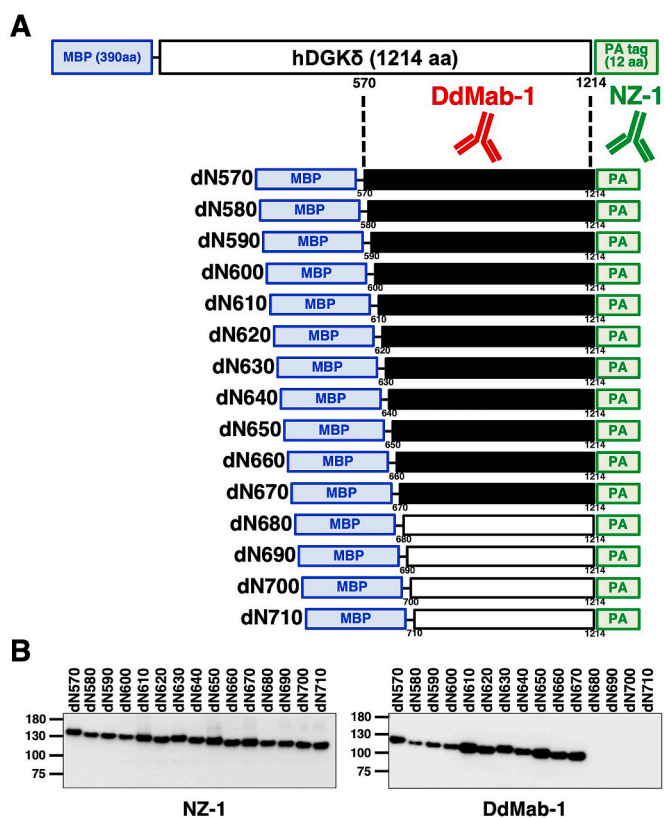 A
MBP (390aa)
hDGKδ (1214 aa)
PA tag
(12 aa)
570
1214
DdMab-1
NZ-1
dN570 MBP PA
570 1214
dN580 MBP PA
580 1214
dN590 MBP PA
590 1214
dN600 MBP PA
600 1214
dN610 MBP PA
610 1214
dN620 MBP PA
620 1214
dN630 MBP PA
630 1214
dN640 MBP PA
640 1214
dN650 MBP PA
650 1214
dN660 MBP PA
660 1214
dN670 MBP PA
670 1214
dN680 MBP PA
680 1214
dN690 MBP PA
690 1214
dN700 MBP PA
700 1214
dN710 MBP PA
710 1214
B
dN570 dN580 dN590 dN600 dN610 dN620 dN630 dN640 dN650 dN660 dN670 dN680 dN690 dN700 dN710
180
130
100
75
NZ-1
dN570 dN580 dN590 dN600 dN610 dN620 dN630 dN640 dN650 dN660 dN670 dN680 dN690 dN700 dN710
180
130
100
75
DdMab-1